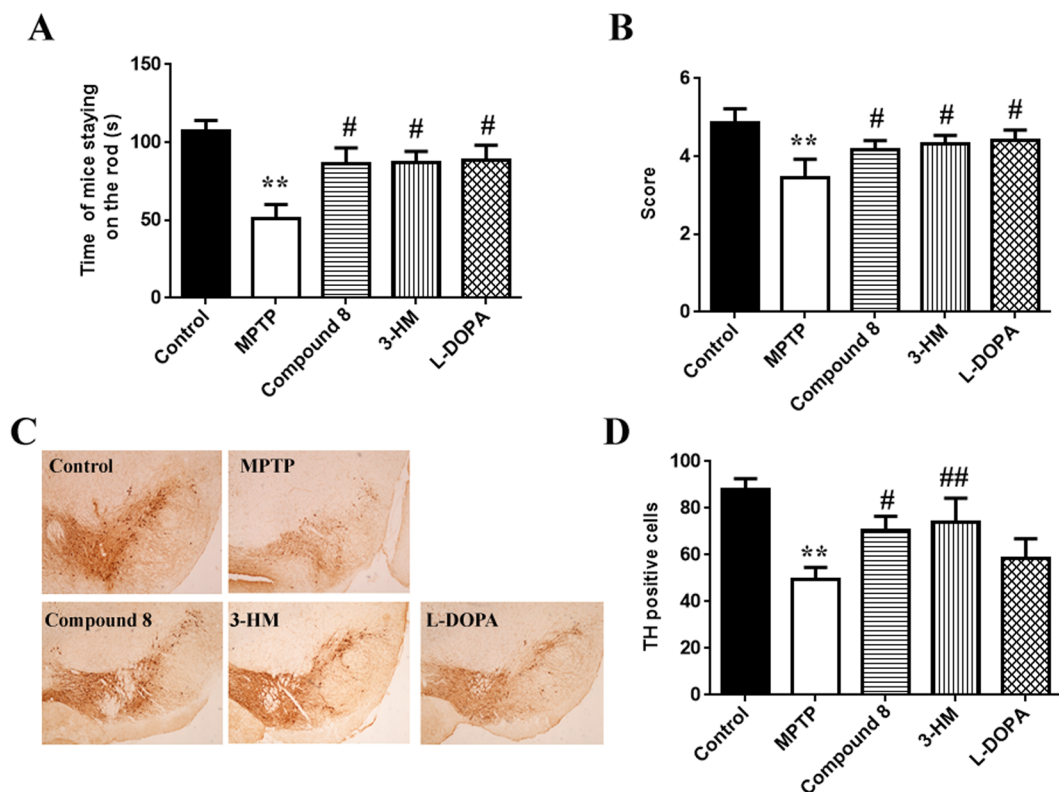 A
Time of mice staying
on the rod (s)
150
100
50
0
**
#
#
#
Control
MPTP
Compound 8
3-HM
L-DOPA
B
Score
6
4
2
0
**
#
#
#
Control
MPTP
Compound 8
3-HM
L-DOPA
C
Control
MPTP
Compound 8
3-HM
L-DOPA
D
TH positive cells
100
80
60
40
20
0
**
#
##
Control
MPTP
Compound 8
3-HM
L-DOPA